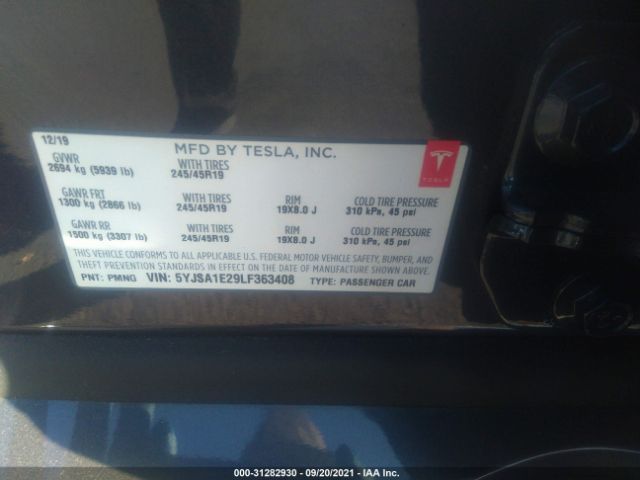 12/19
MFD BY TESLA, INC.
GVWR
2694 kg (5939 lb)
WITH TIRES
245/45R19
GAWR FRT
1300 kg (2866 lb)
WITH TIRES
245/45R19
RIM
19X8.0 J
COLD TIRE PRESSURE
310 kPa, 45 psi
GAWR RR
1500 kg (3307 lb)
WITH TIRES
245/45R19
RIM
19X8.0 J
COLD TIRE PRESSURE
310 kPa, 45 psi
THIS VEHICLE CONFORMS TO ALL APPLICABLE U.S. FEDERAL MOTOR VEHICLE SAFETY, BUMPER, AND
THEFT PREVENTION STANDARDS IN EFFECT ON THE DATE OF MANUFACTURE SHOWN ABOVE.
PNT: PMNG VIN: 5YJSA1E29LF363408 TYPE: PASSENGER CAR
TESLA
000-31282930 - 09/20/2021 - IAA Inc.